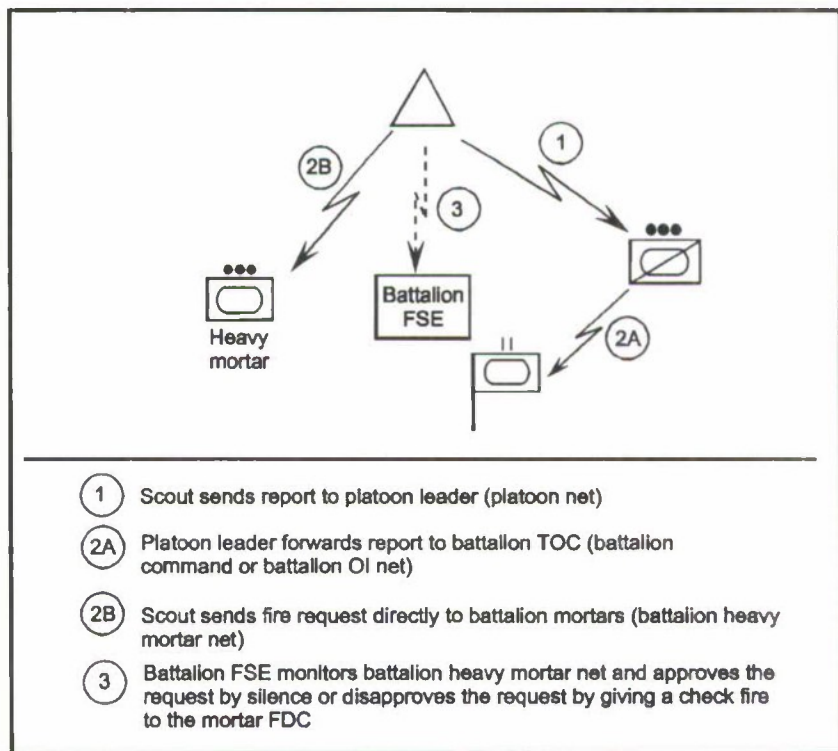 1
2B
3
Heavy
mortar
Battalion
FSE
2A
1 Scout sends report to platoon leader (platoon net)
2A Platoon leader forwards report to battalion TOC (battalion
command or battalion OI net)
2B Scout sends fire request directly to battalion mortars (battalion heavy
mortar net)
3 Battalion FSE monitors battalion heavy mortar net and approves the
request by silence or disapproves the request by giving a check fire
to the mortar FDC